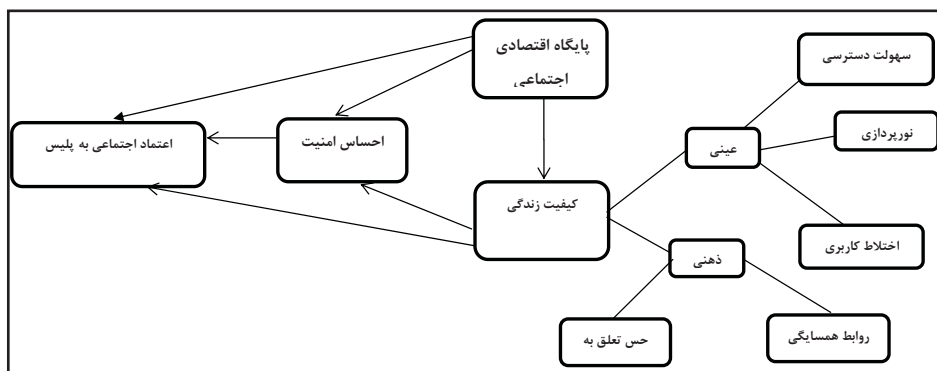 پایگاه اقتصادی
اجتماعی
سهولت دسترسی
نورپردازی
عینی
احساس امنیت
اعتماد اجتماعی به پلیس
کیفیت زندگی
اختلاط کاربری
ذهنی
روابط همسایگی
حس تعلق به